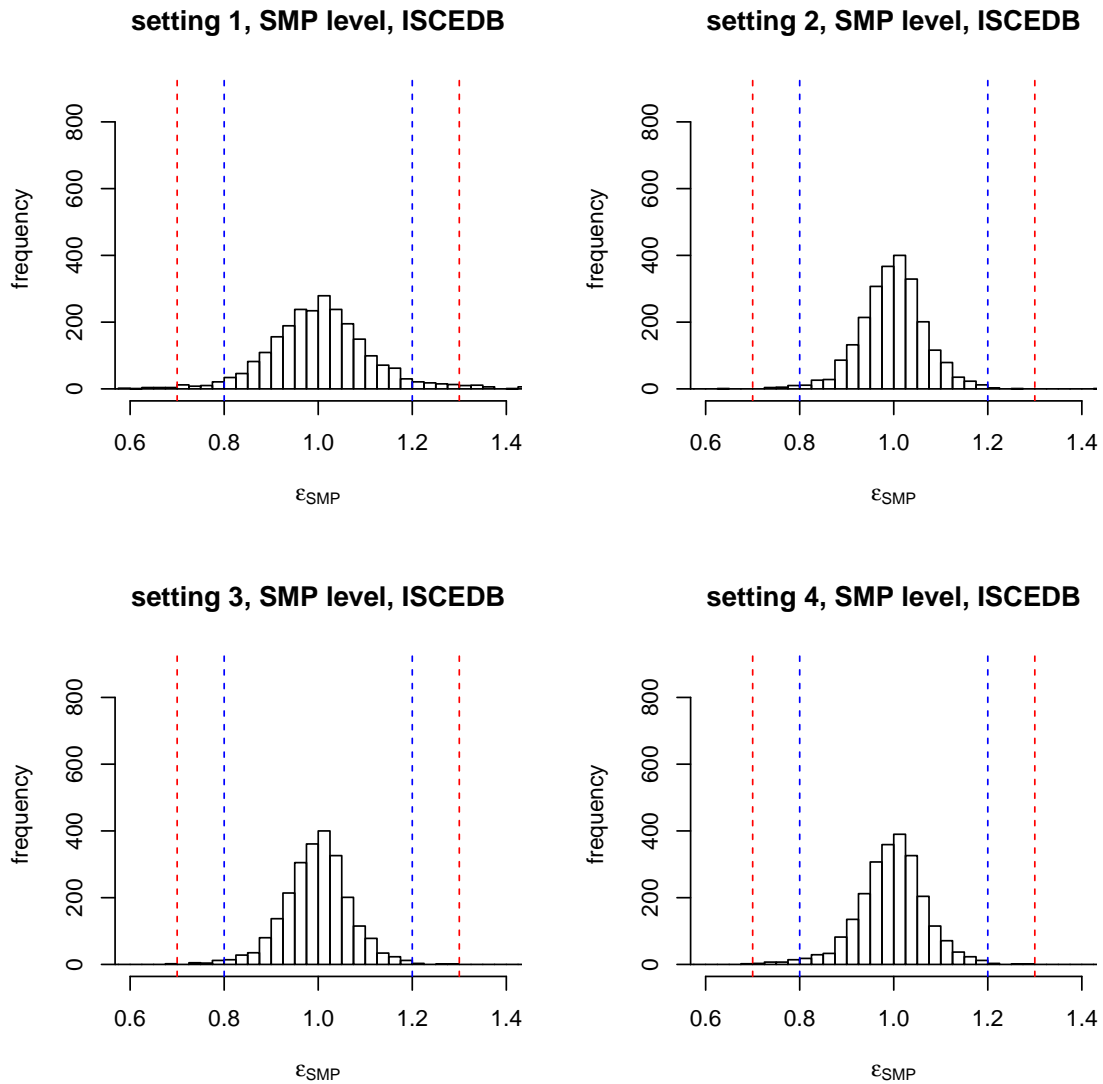 setting 1, SMP level, ISCEDB
frequency
800
600
400
200
0
0.6 0.8 1.0 1.2 1.4
εSMP
setting 2, SMP level, ISCEDB
frequency
800
600
400
200
0
0.6 0.8 1.0 1.2 1.4
εSMP
setting 3, SMP level, ISCEDB
frequency
800
600
400
200
0
0.6 0.8 1.0 1.2 1.4
εSMP
setting 4, SMP level, ISCEDB
frequency
800
600
400
200
0
0.6 0.8 1.0 1.2 1.4
εSMP